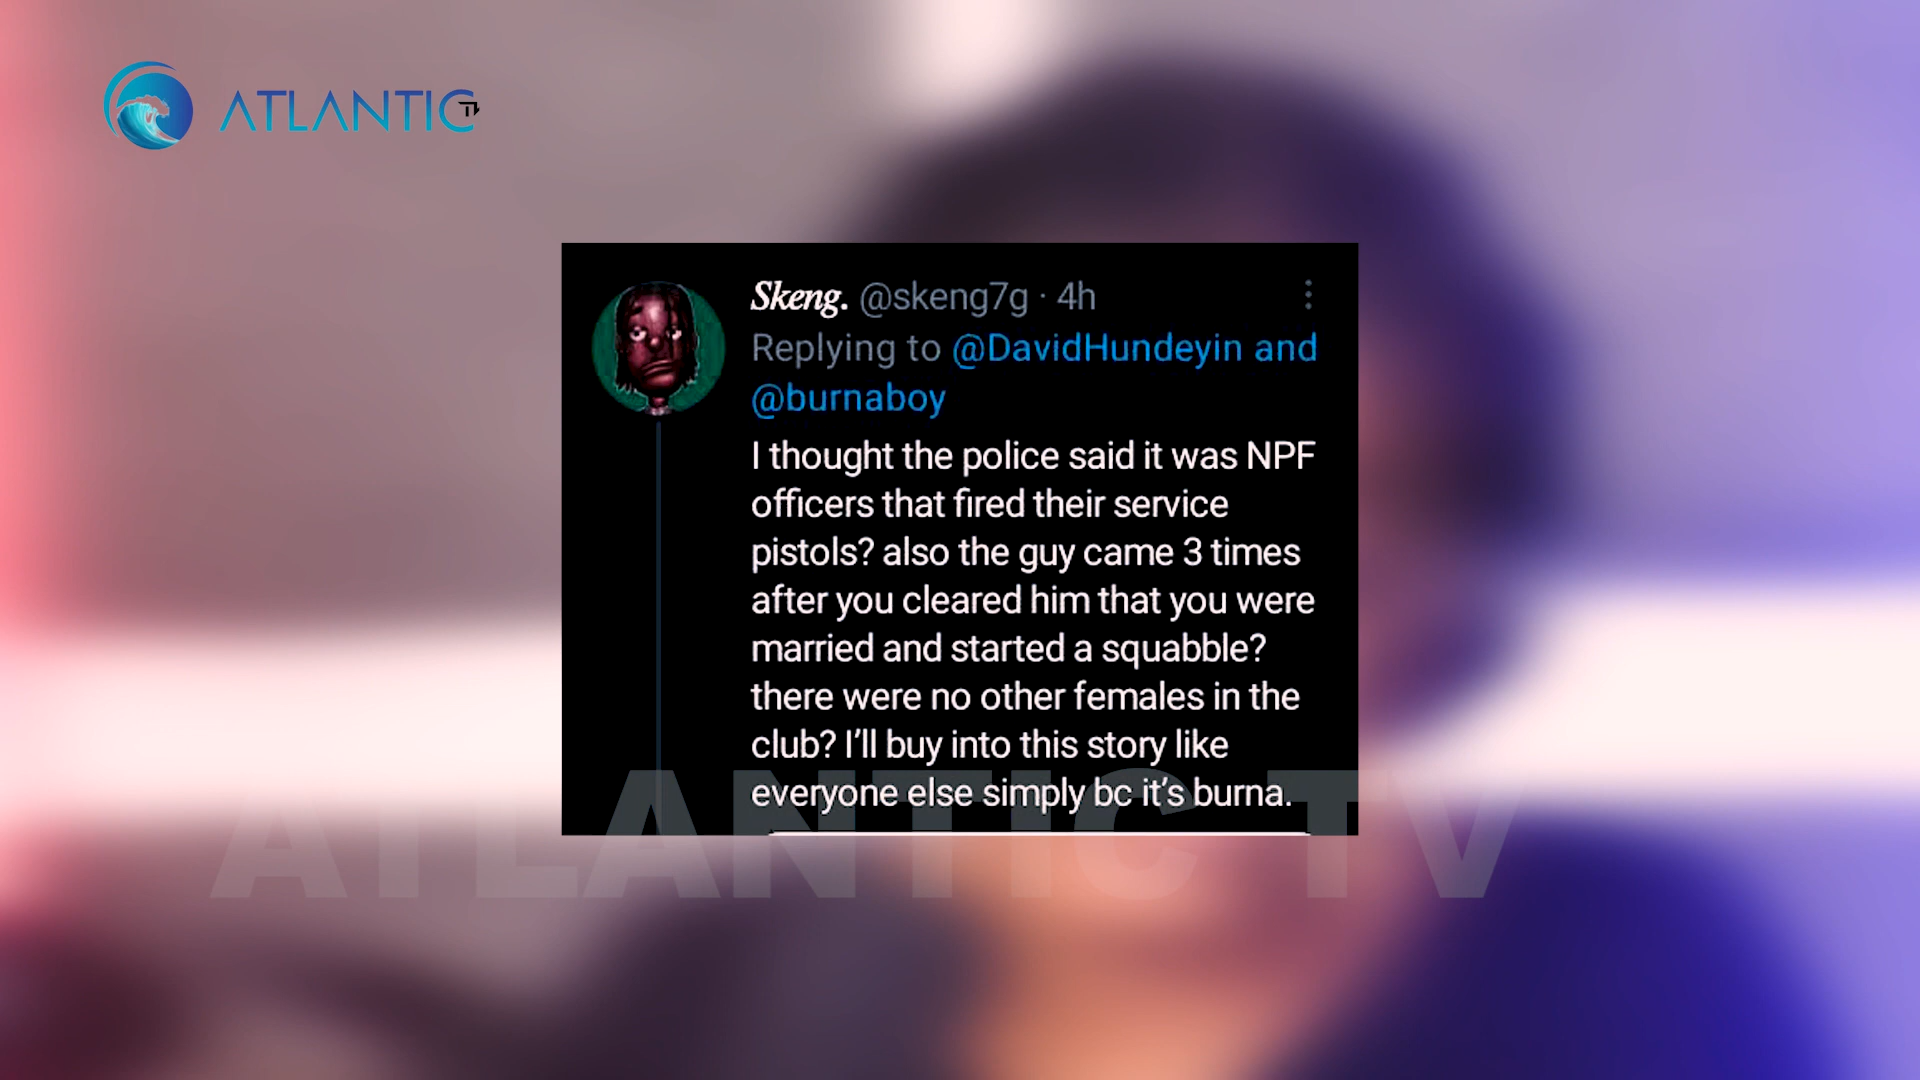 ATLANTIC TV
Skeng. @skeng7g · 4h
Replying to @DavidHundeyin and
@burnaboy
I thought the police said it was NPF
officers that fired their service
pistols? also the guy came 3 times
after you cleared him that you were
married and started a squabble?
there were no other females in the
club? I'll buy into this story like
everyone else simply bc it's burna.
ATLANTIC TV